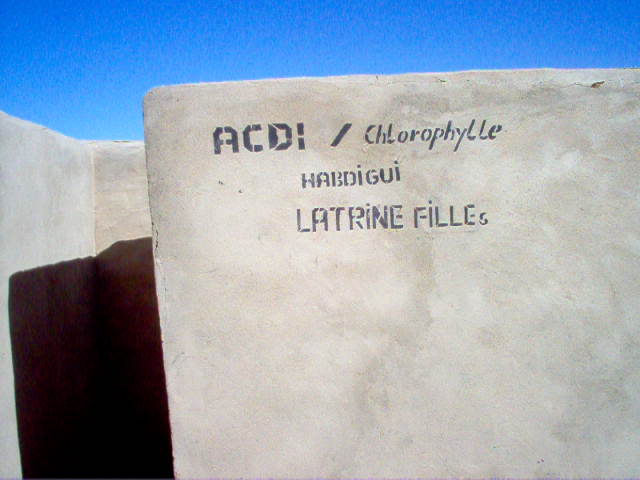 ACDI / Chlorophylle
HABDiGUi
LATRiNE FiLLEs